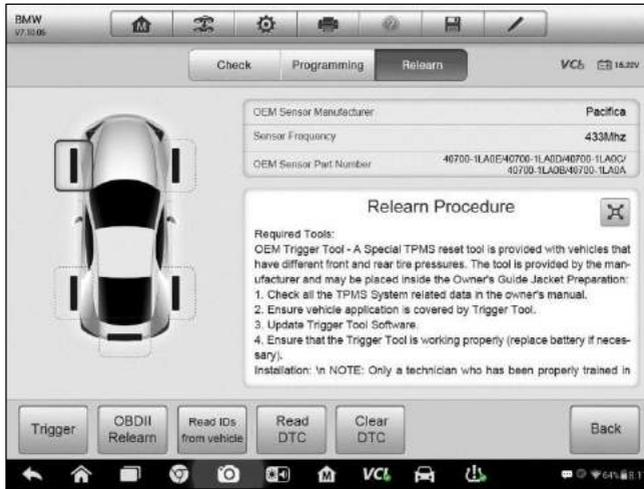 BMW
V7.10.05
Check
Programming
Relearn
VCI
16.22V
OEM Sensor Manufacturer
Pacifica
Sensor Frequency
433Mhz
OEM Sensor Part Number
40700-1LA0E/40700-1LA0D/40700-1LA0C/
40700-1LA0B/40700-1LA0A
Relearn Procedure
Required Tools:
OEM Trigger Tool - A Special TPMS reset tool is provided with vehicles that
have different front and rear tire pressures. The tool is provided by the man-
ufacturer and may be placed inside the Owner's Guide Jacket Preparation:
1. Check all the TPMS System related data in the owner's manual.
2. Ensure vehicle application is covered by Trigger Tool.
3. Update Trigger Tool Software.
4. Ensure that the Trigger Tool is working properly (replace battery if neces-
sary).
Installation: \n NOTE: Only a technician who has been properly trained in
Trigger
OBDII
Relearn
Read IDs
from vehicle
Read
DTC
Clear
DTC
Back
VCI
64%